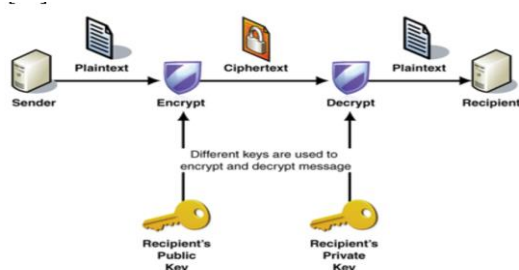 Plaintext
Ciphertext
Plaintext
Sender
Encrypt
Decrypt
Recipient
Different keys are used to
encrypt and decrypt message
Recipient's
Public
Key
Recipient's
Private
Key